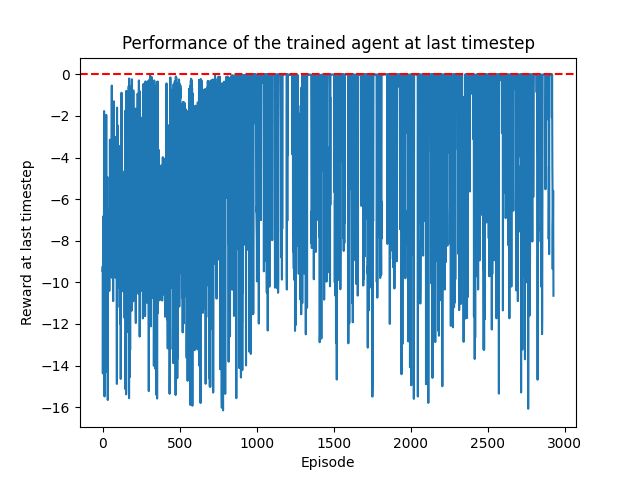 Performance of the trained agent at last timestep
Reward at last timestep
0
−2
−4
−6
−8
−10
−12
−14
−16
0 500 1000 1500 2000 2500 3000
Episode